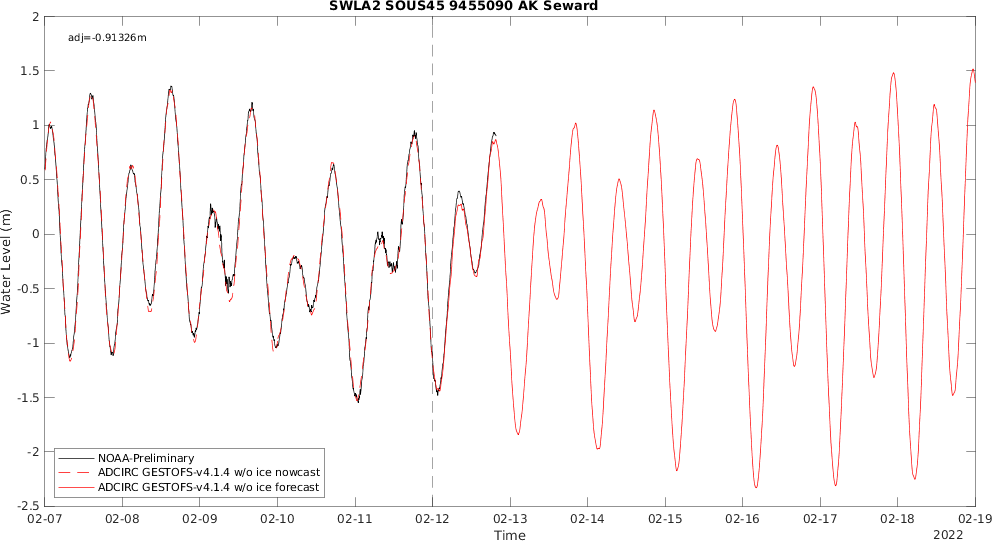 SWLA2 SOUS45 9455090 AK Seward
adj=-0.91326m
2
1.5
1
0.5
0
-0.5
-1
-1.5
-2
-2.5
Water Level (m)
NOAA-Preliminary
ADCIRC GESTOFS-v4.1.4 w/o ice nowcast
ADCIRC GESTOFS-v4.1.4 w/o ice forecast
02-07 02-08 02-09 02-10 02-11 02-12 02-13 02-14 02-15 02-16 02-17 02-18 02-19
Time
2022